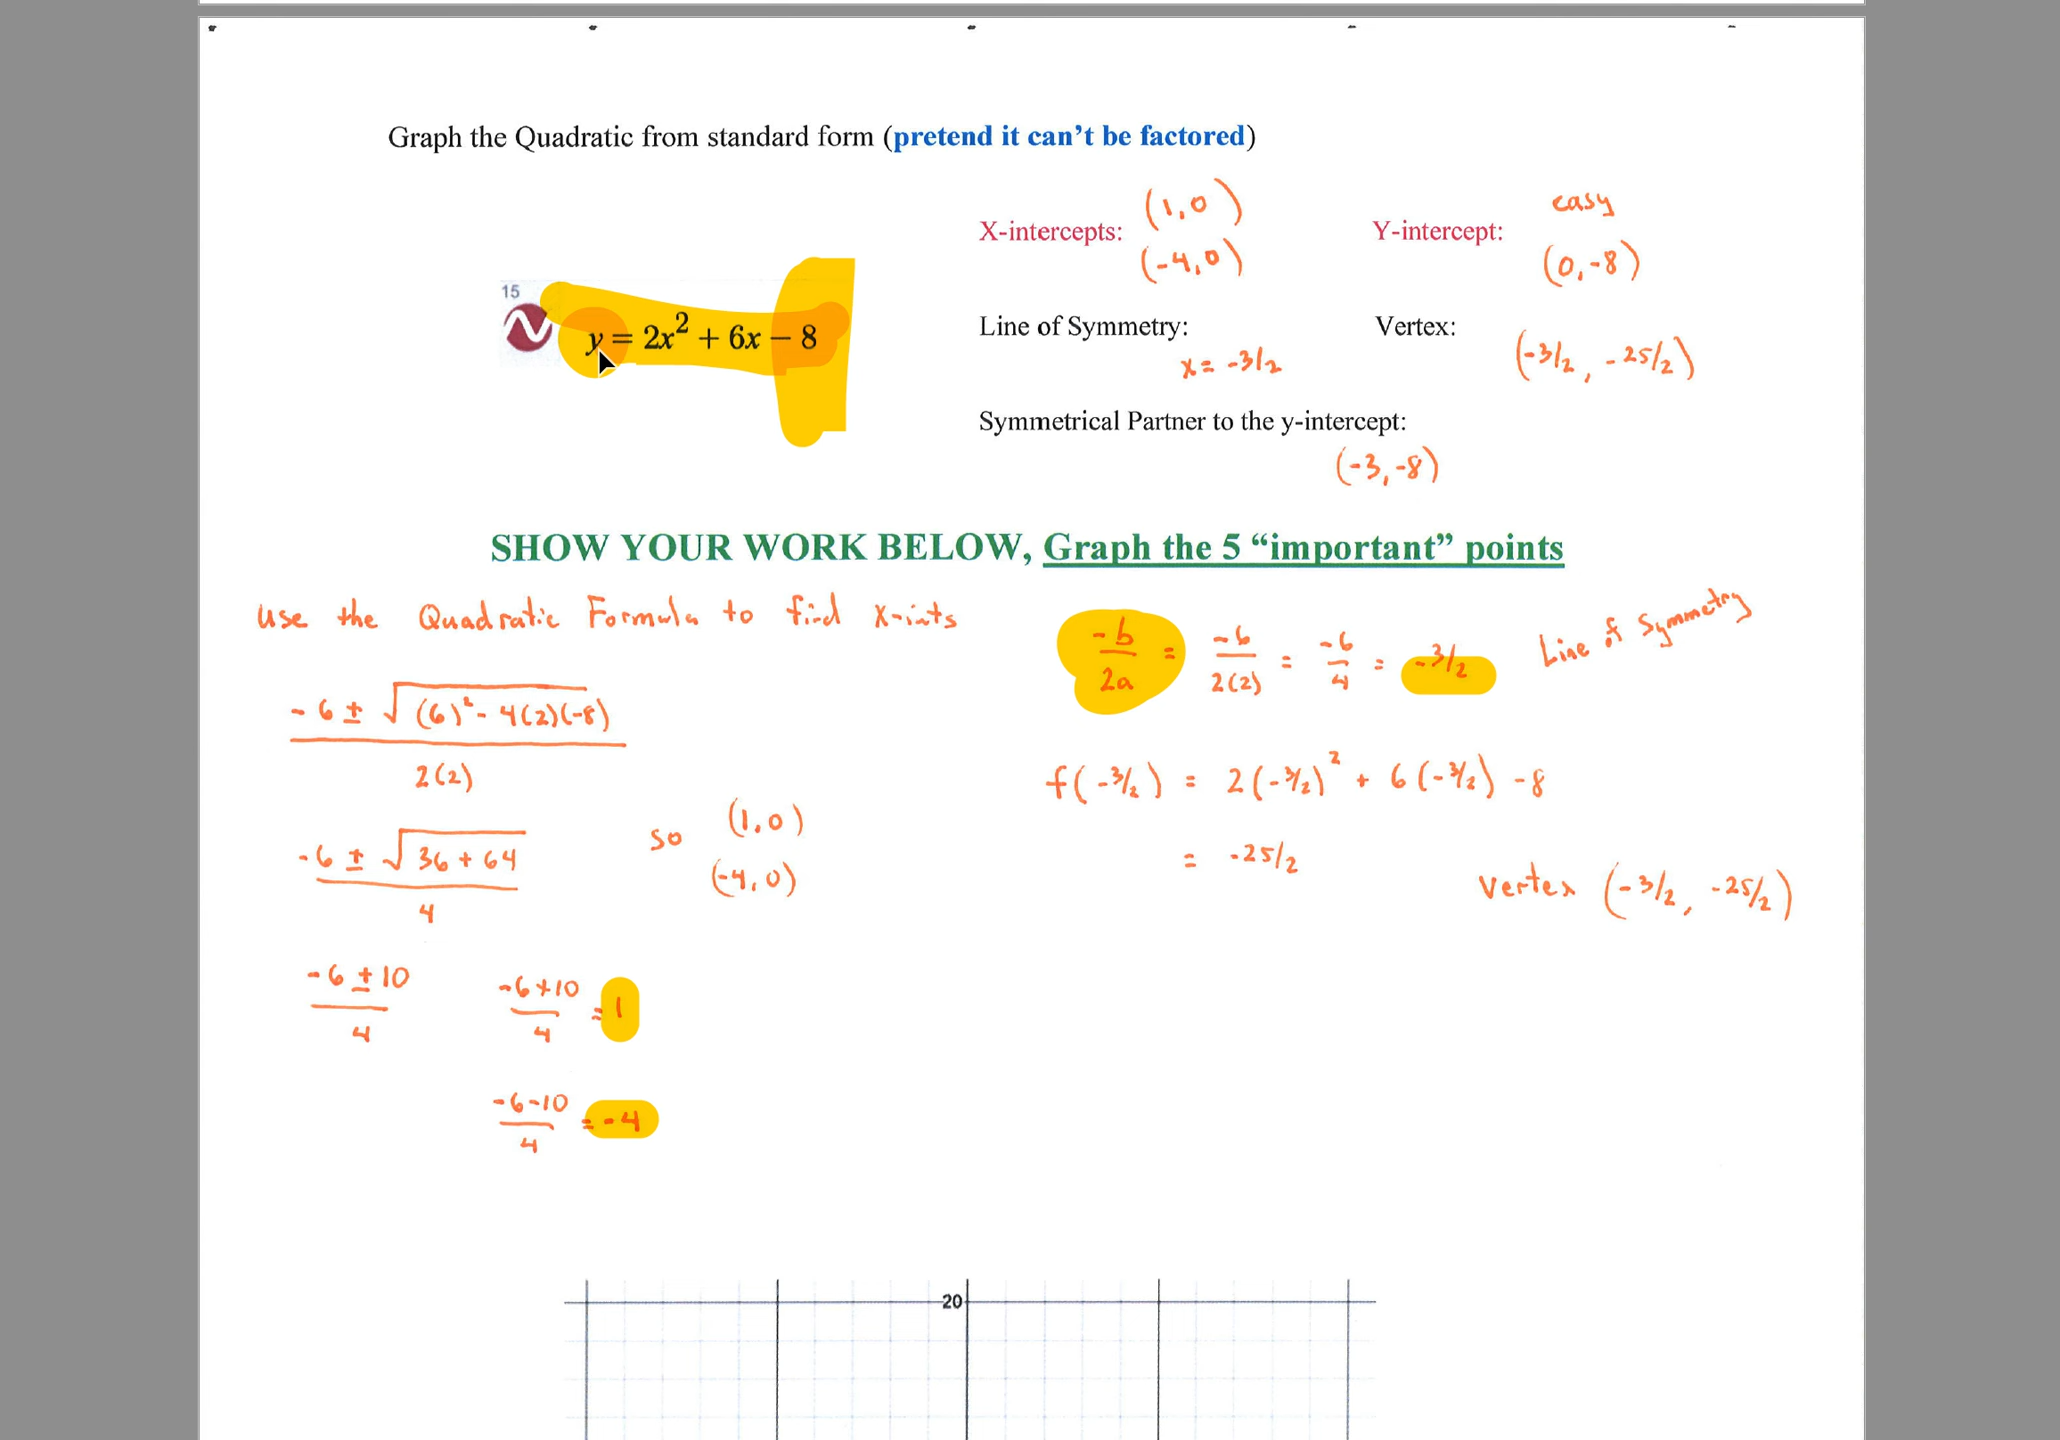 Graph the Quadratic from standard form (pretend it can't be factored)
X-intercepts: (1,0)
(-4,0)
Y-intercept: easy
(0,-8)
15
y = 2x² + 6x − 8
Line of Symmetry:
x = -3/2
Vertex: (-3/2, -25/2)
Symmetrical Partner to the y-intercept:
(-3,-8)
SHOW YOUR WORK BELOW, Graph the 5 “important” points
use the Quadratic Formula to find x-ints
-6 ± √(6)² - 4(2)(-8)
2(2)
-6 ± √36 + 64
4
so (1,0)
(-4,0)
-6 ± 10
4
-6+10
4
= 1
-6-10
4
= -4
-b
2a
=
-6
2(2)
=
-6
4
= -3/2
Line of Symmetry
f(-3/2) = 2(-3/2)² + 6(-3/2) - 8
= -25/2
Vertex (-3/2, -25/2)
20